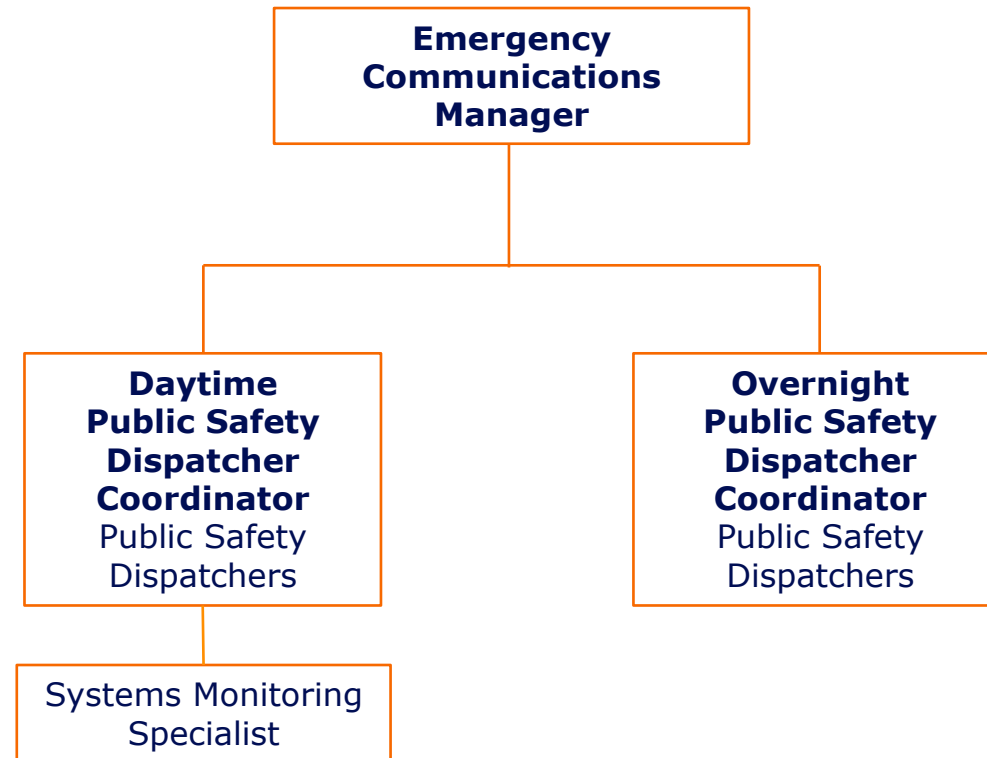 Emergency
Communications
Manager
Daytime
Public Safety
Dispatcher
Coordinator
Public Safety
Dispatchers
Overnight
Public Safety
Dispatcher
Coordinator
Public Safety
Dispatchers
Systems Monitoring
Specialist